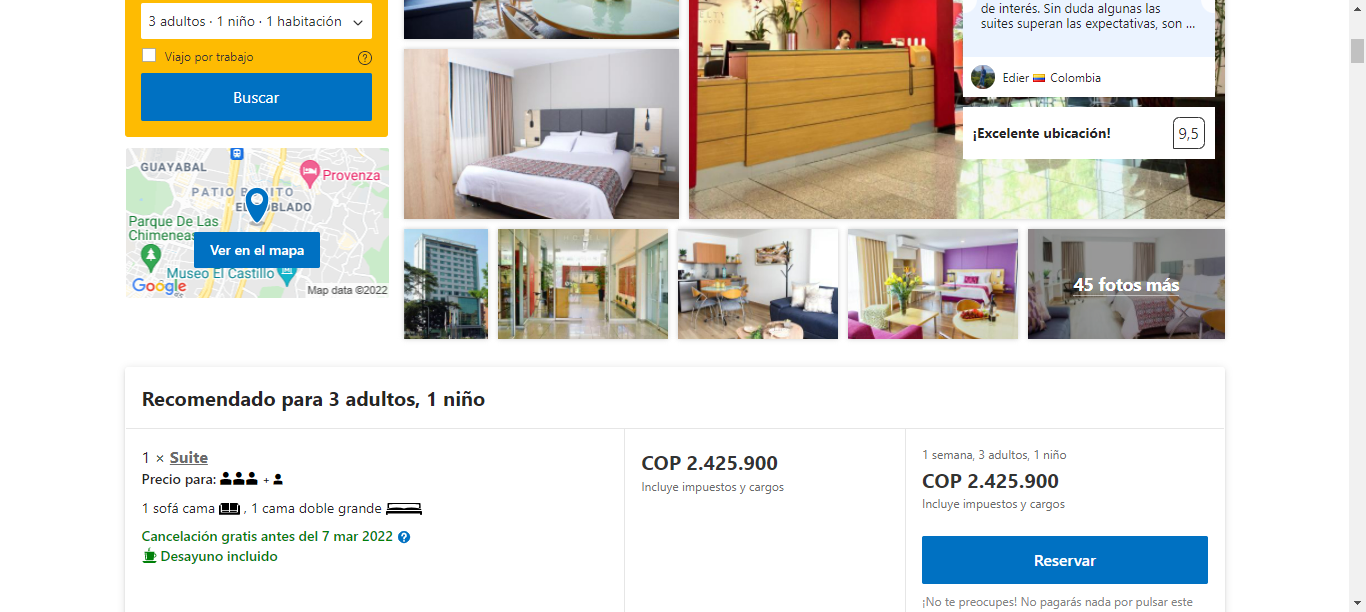 3 adultos · 1 niño · 1 habitación
Viajo por trabajo
Buscar
GUAYABAL
Provenza
PATIO
EL
OBLADO
Parque De Las
Chimeneas
Ver en el mapa
Museo El Castillo
Google
Map data ©2022
de interés. Sin duda algunas las
suites superan las expectativas, son ...
Edier Colombia
¡Excelente ubicación! 9,5
45 fotos más
Recomendado para 3 adultos, 1 niño
1 × Suite
Precio para: +
1 sofá cama , 1 cama doble grande
Cancelación gratis antes del 7 mar 2022
Desayuno incluido
COP 2.425.900
Incluye impuestos y cargos
1 semana, 3 adultos, 1 niño
COP 2.425.900
Incluye impuestos y cargos
Reservar
¡No te preocupes! No pagarás nada por pulsar este